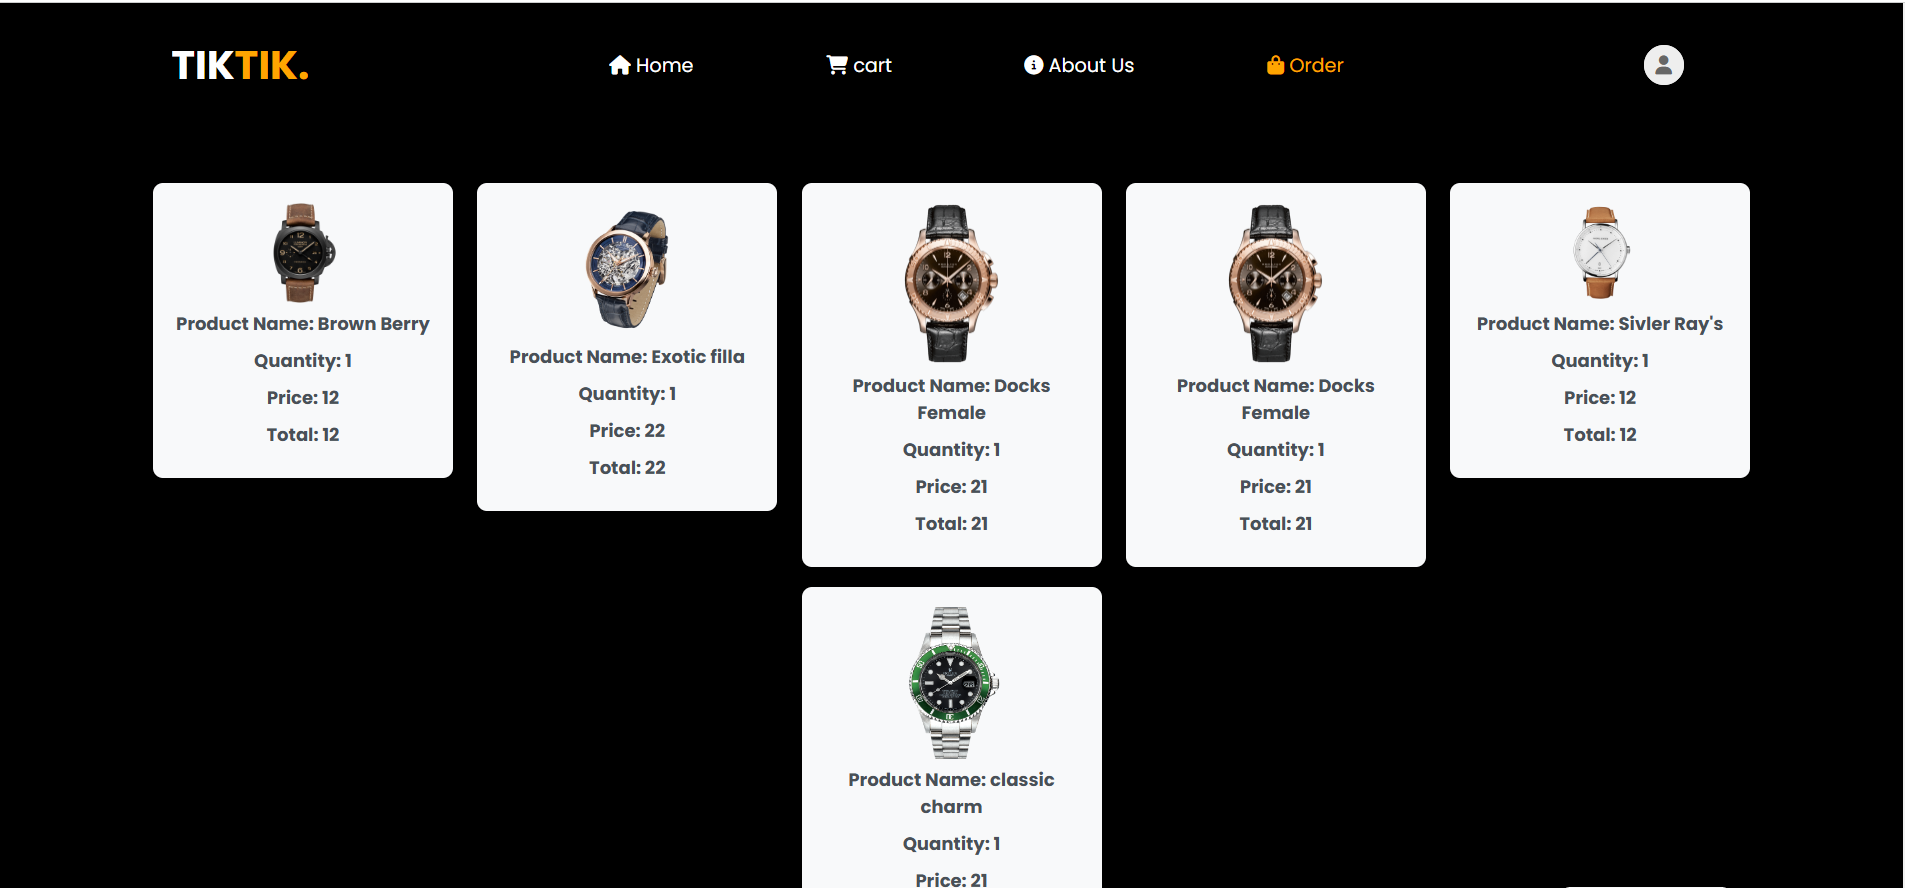 TIKTIK.
Home
cart
About Us
Order
Product Name: Brown Berry
Quantity: 1
Price: 12
Total: 12
Product Name: Exotic filla
Quantity: 1
Price: 22
Total: 22
Product Name: Docks
Female
Quantity: 1
Price: 21
Total: 21
Product Name: Docks
Female
Quantity: 1
Price: 21
Total: 21
Product Name: Sivler Ray's
Quantity: 1
Price: 12
Total: 12
Product Name: classic
charm
Quantity: 1
Price: 21